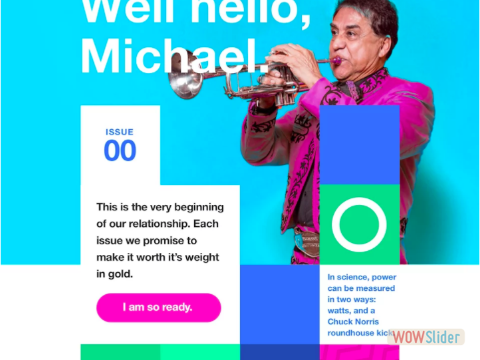 Well hello,
Michael.
ISSUE
00
This is the very beginning
of our relationship. Each
issue we promise to
make it worth it's weight
in gold.
I am so ready.
In science, power
can be measured
in two ways:
watts, and a
Chuck Norris
roundhouse kick.
WOWSlider